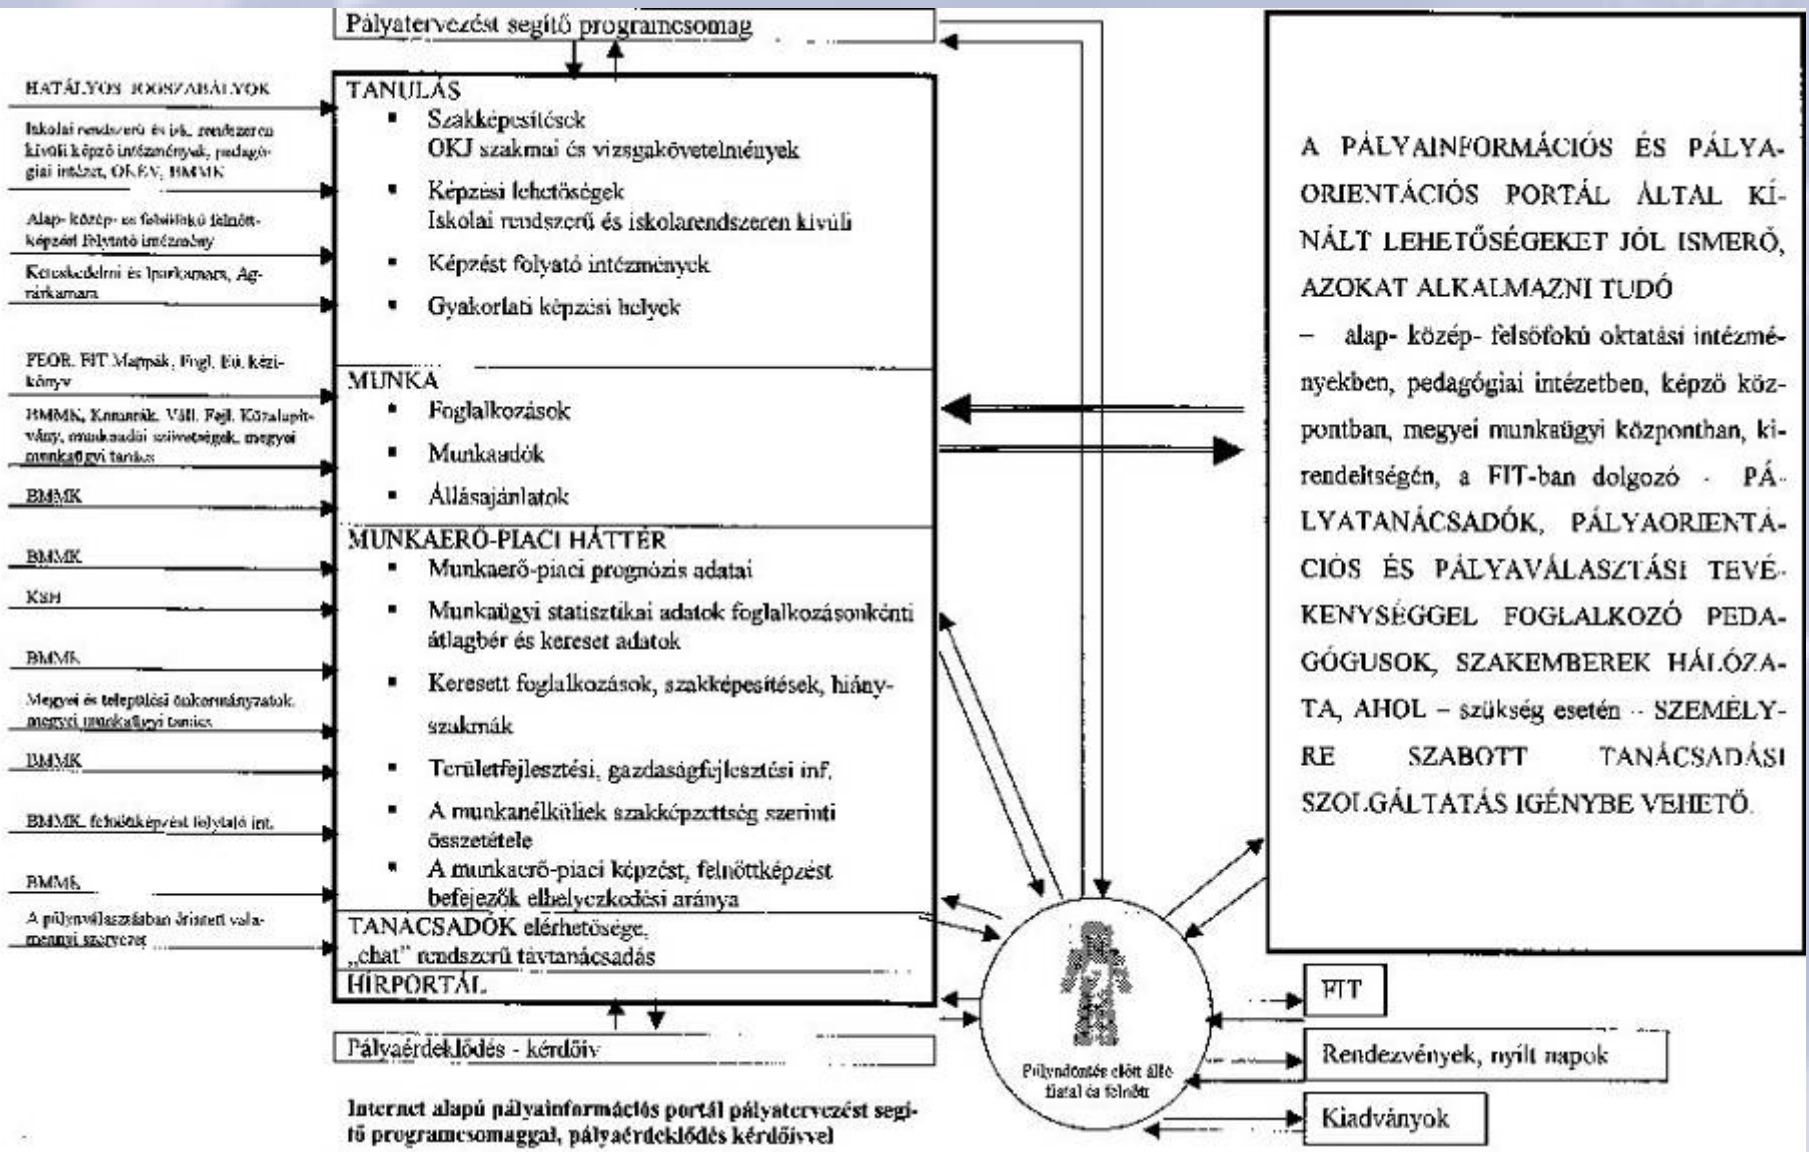 Pályatervezést segítő programcsomag
HATÁLYOS JOGSZABÁLYOK
Iskolai rendszerű és isk. rendszeren
kívüli képző intézmények, pedagó-
giai intézet, OKÉV, BMMK
Alap- közép- és felsőfokú felnőtt-
képzést folytató intézmény
Kereskedelmi és Iparkamara, Ag-
rárkamara
FEOR, FIT Mappák, Fogl. Eü. kézi-
könyv
BMMK, Kamarák, Váll. Fejl. Közalapít-
vány, munkaadói szövetségek, megyei
munkaügyi tanács
BMMK
BMMK
KSH
BMMK
Megyei és települési önkormányzatok,
megyei munkaügyi tanács
BMMK
BMMK, felnőttképzést folytató int.
BMMK
A pályaválasztásban érintett vala-
mennyi szervezet
TANULÁS
▪ Szakképesítések
OKJ szakmai és vizsgakövetelmények
▪ Képzési lehetőségek
Iskolai rendszerű és iskolarendszeren kívüli
▪ Képzést folyató intézmények
▪ Gyakorlati képzési helyek
MUNKA
▪ Foglalkozások
▪ Munkaadók
▪ Állásajánlatok
MUNKAERŐ-PIACI HÁTTÉR
▪ Munkaerő-piaci prognózis adatai
▪ Munkaügyi statisztikai adatok foglalkozásonkénti
átlagbér és kereset adatok
▪ Keresett foglalkozások, szakképesítések, hiány-
szakmák
▪ Területfejlesztési, gazdaságfejlesztési inf.
▪ A munkanélküliek szakképzettség szerinti
összetétele
▪ A munkaerő-piaci képzést, felnőttképzést
befejezők elhelyezkedési aránya
TANÁCSADÓK elérhetősége,
„chat” rendszerű távtanácsadás
HÍRPORTÁL
Pályaérdeklődés - kérdőív
Internet alapú pályainformációs portál pályatervezést segí-
tő programcsomaggal, pályaérdeklődés kérdőívvel
A PÁLYAINFORMÁCIÓS ÉS PÁLYA-
ORIENTÁCIÓS PORTÁL ÁLTAL KÍ-
NÁLT LEHETŐSÉGEKET JÓL ISMERŐ,
AZOKAT ALKALMAZNI TUDÓ
– alap- közép- felsőfokú oktatási intézmé-
nyekben, pedagógiai intézetben, képző köz-
pontban, megyei munkaügyi központban, ki-
rendeltségén, a FIT-ban dolgozó - PÁ-
LYATANÁCSADÓK, PÁLYAORIENTÁ-
CIÓS ÉS PÁLYAVÁLASZTÁSI TEVÉ-
KENYSÉGGEL FOGLALKOZÓ PEDA-
GÓGUSOK, SZAKEMBEREK HÁLÓZA-
TA, AHOL – szükség esetén – SZEMÉLY-
RE SZABOTT TANÁCSADÁSI
SZOLGÁLTATÁS IGÉNYBE VEHETŐ.
Pályadöntés előtt álló
fiatal és felnőtt
FIT
Rendezvények, nyílt napok
Kiadványok